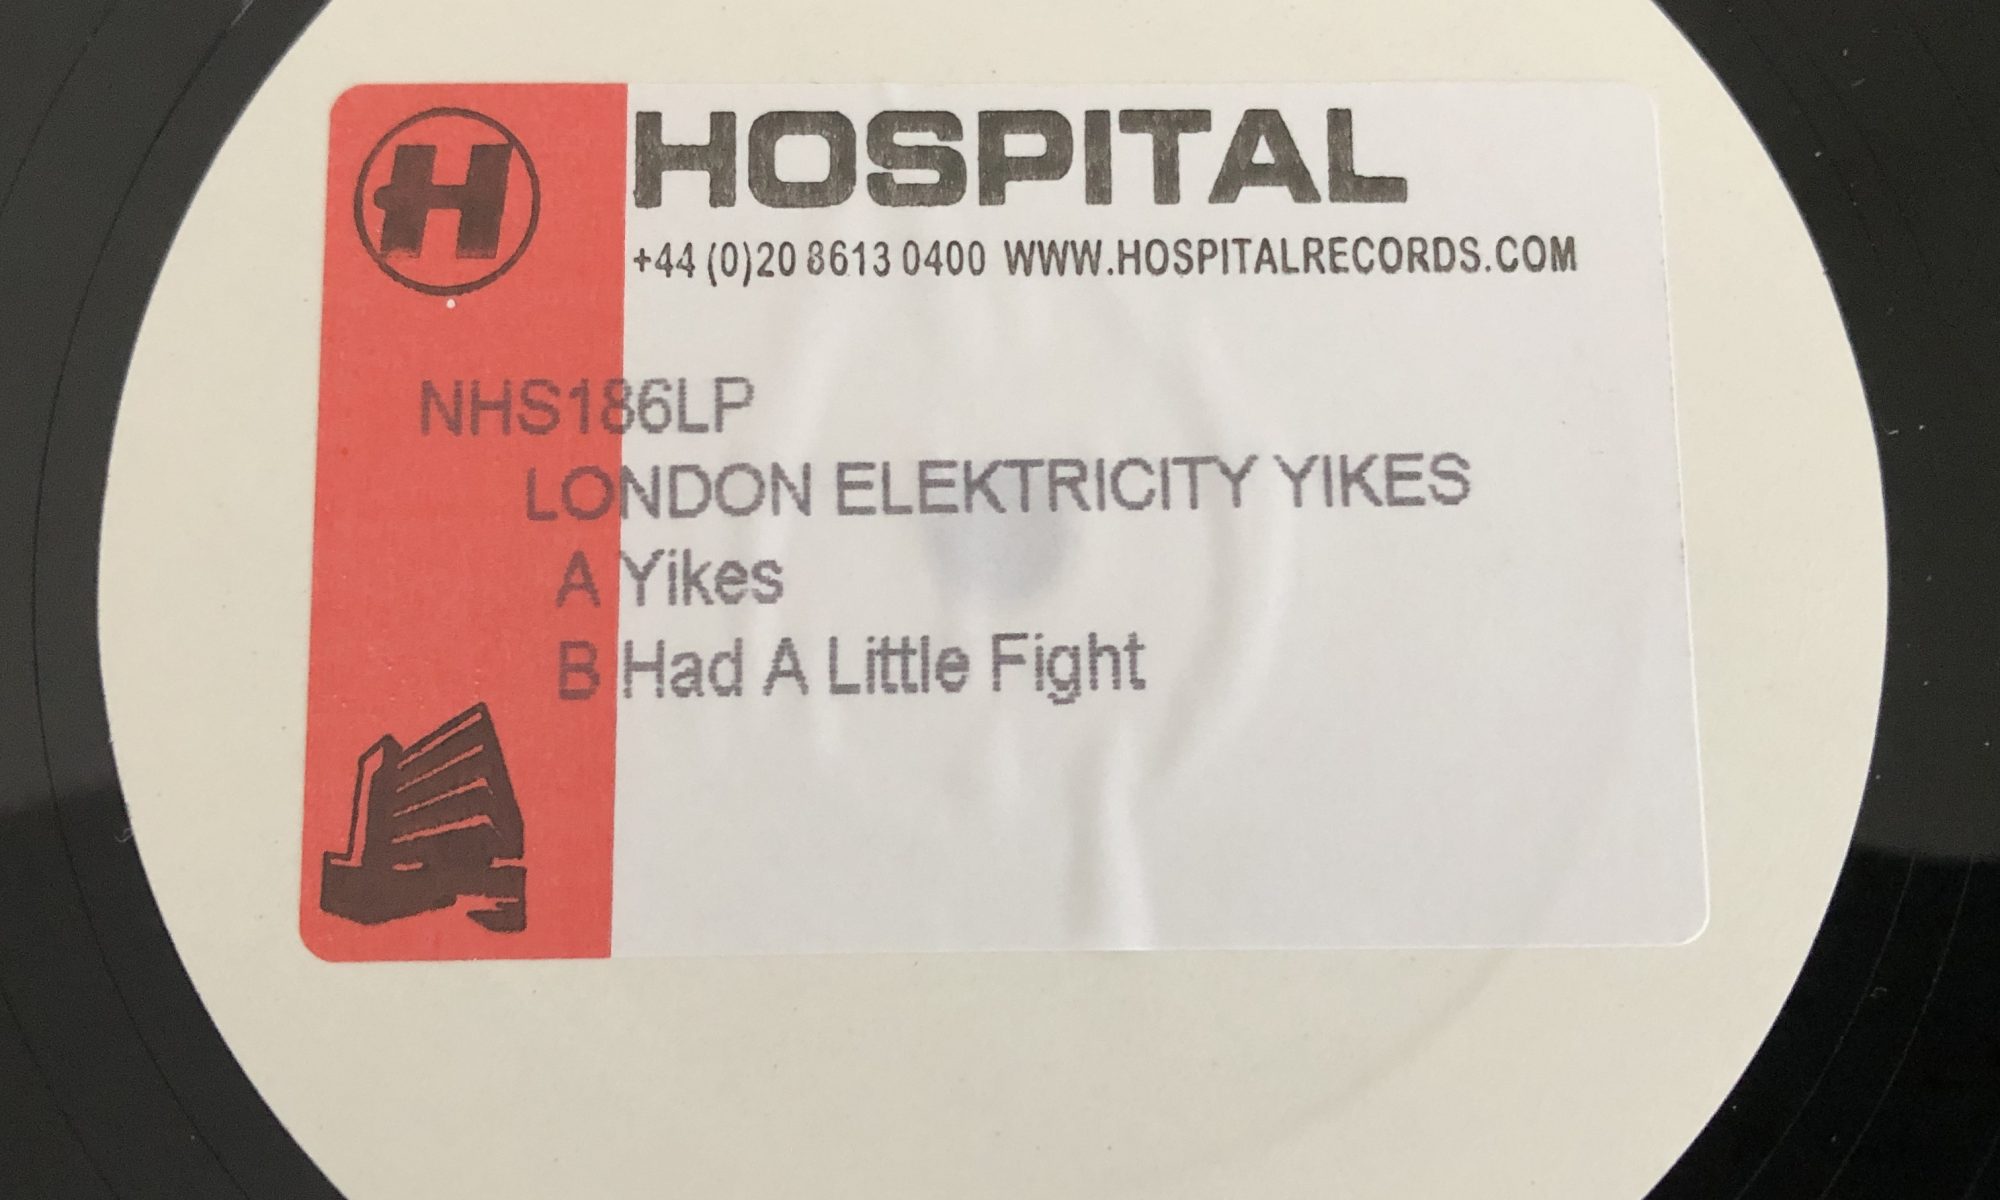 H
HOSPITAL
+44 (0)20 8613 0400 WWW.HOSPITALRECORDS.COM
NHS186LP
LONDON ELEKTRICITY YIKES
A Yikes
B Had A Little Fight